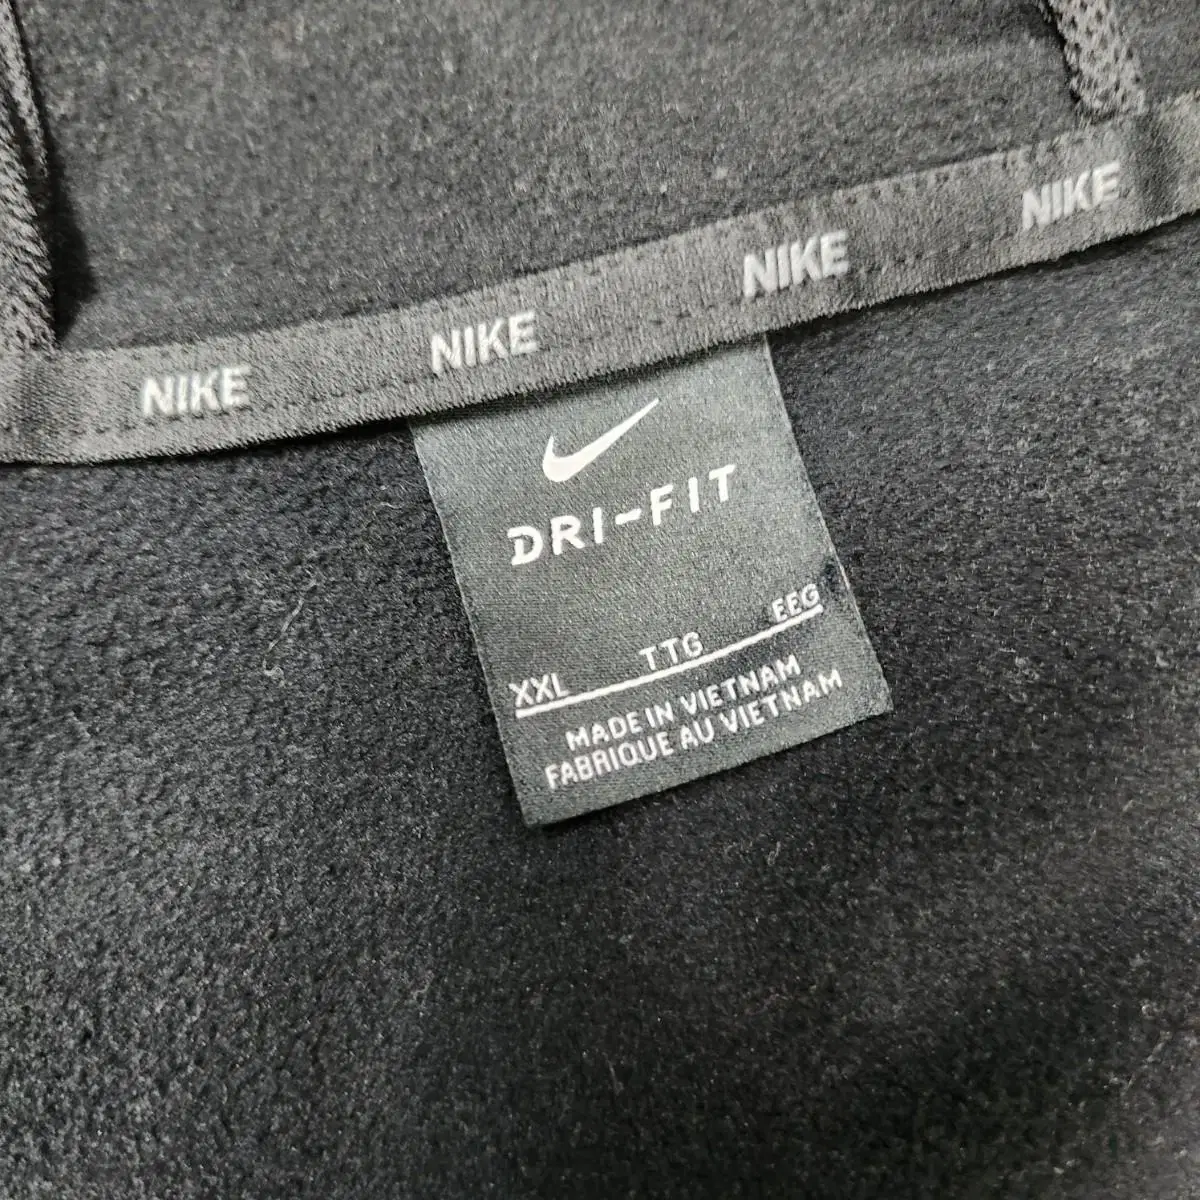 NIKE NIKE NIKE NIKE
DRI-FIT
XXL TTG EEG
MADE IN VIETNAM
FABRIQUE AU VIETNAM